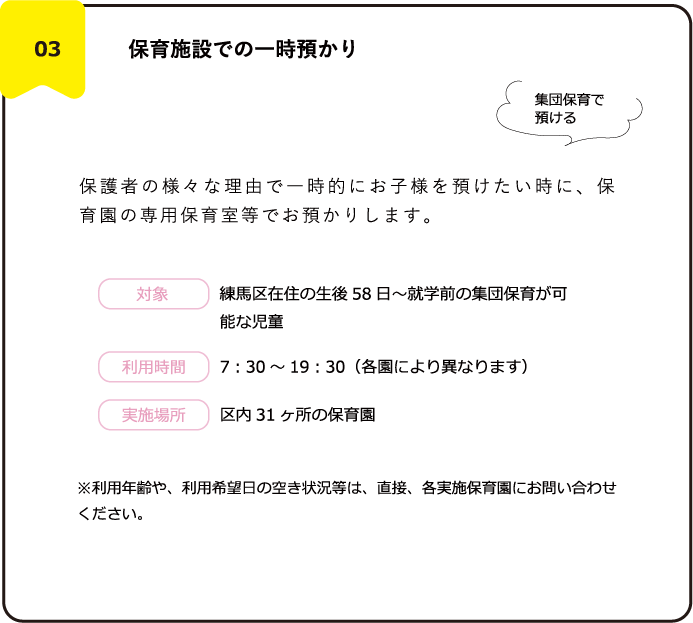 03
保育施設での一時預かり
集団保育で
預ける
保護者の様々な理由で一時的にお子様を預けたい時に、保
育園の専用保育室等でお預かりします。
対象
練馬区在住の生後 58 日～就学前の集団保育が可
能な児童
利用時間
7：30 ～ 19：30（各園により異なります）
実施場所
区内 31 ヶ所の保育園
※利用年齢や、利用希望日の空き状況等は、直接、各実施保育園にお問い合わせ
ください。